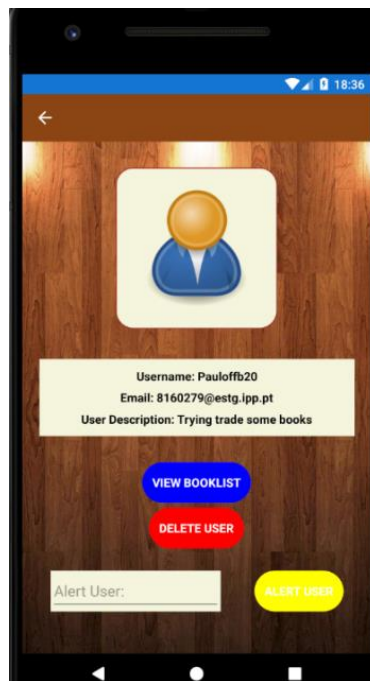 18:36
Username: Pauloffb20
Email: 8160279@estg.ipp.pt
User Description: Trying trade some books
VIEW BOOKLIST
DELETE USER
Alert User:
ALERT USER